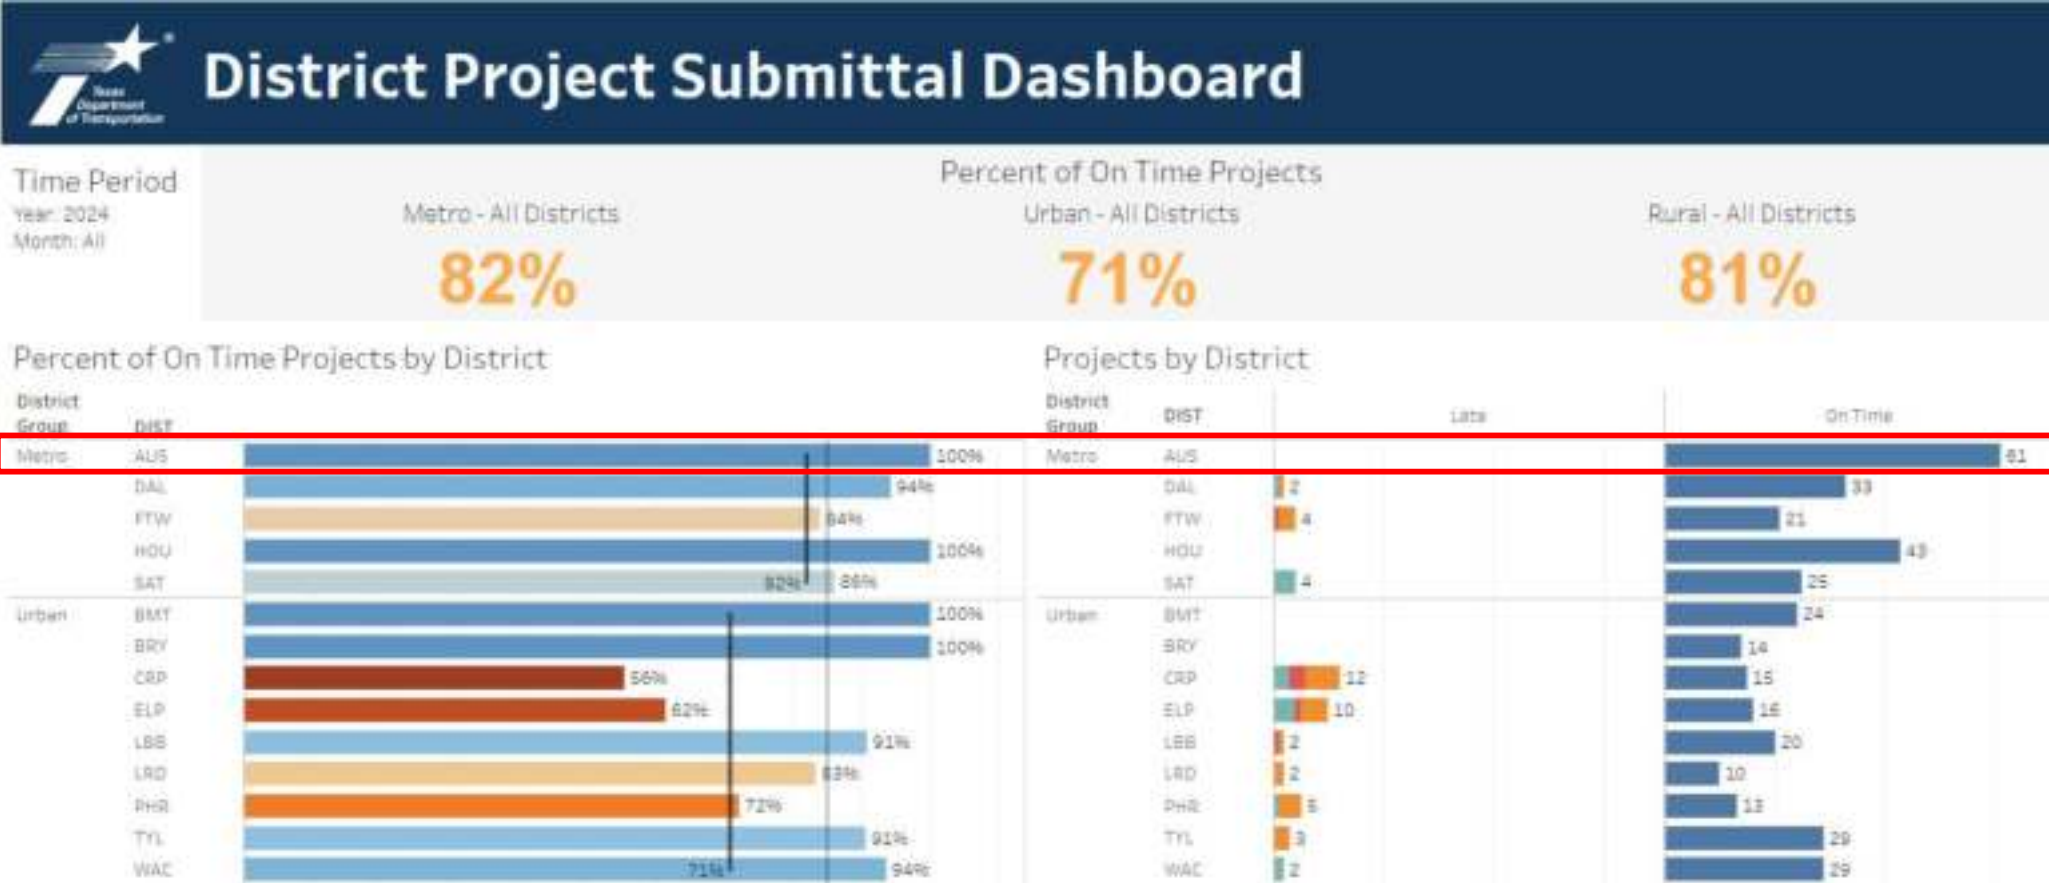 Texas
Department
of Transportation
District Project Submittal Dashboard
Time Period
Year: 2024
Month: All
Percent of On Time Projects
Metro - All Districts
82%
Urban - All Districts
71%
Rural - All Districts
81%
Percent of On Time Projects by District
District
Group DIST
Metro AUS 100%
DAL 94%
FTW 84%
HOU 100%
SAT 82% 86%
Urban BMT 100%
BRY 100%
CRP 56%
ELP 62%
LBB 91%
LRD 83%
PHR 72%
TYL 91%
WAC 71% 94%
Projects by District
District
Group DIST Late On Time
Metro AUS 61
DAL 2 33
FTW 4 21
HOU 43
SAT 4 25
Urban BMT 24
BRY 14
CRP 12 15
ELP 10 16
LBB 2 20
LRD 2 10
PHR 5 13
TYL 3 29
WAC 2 29